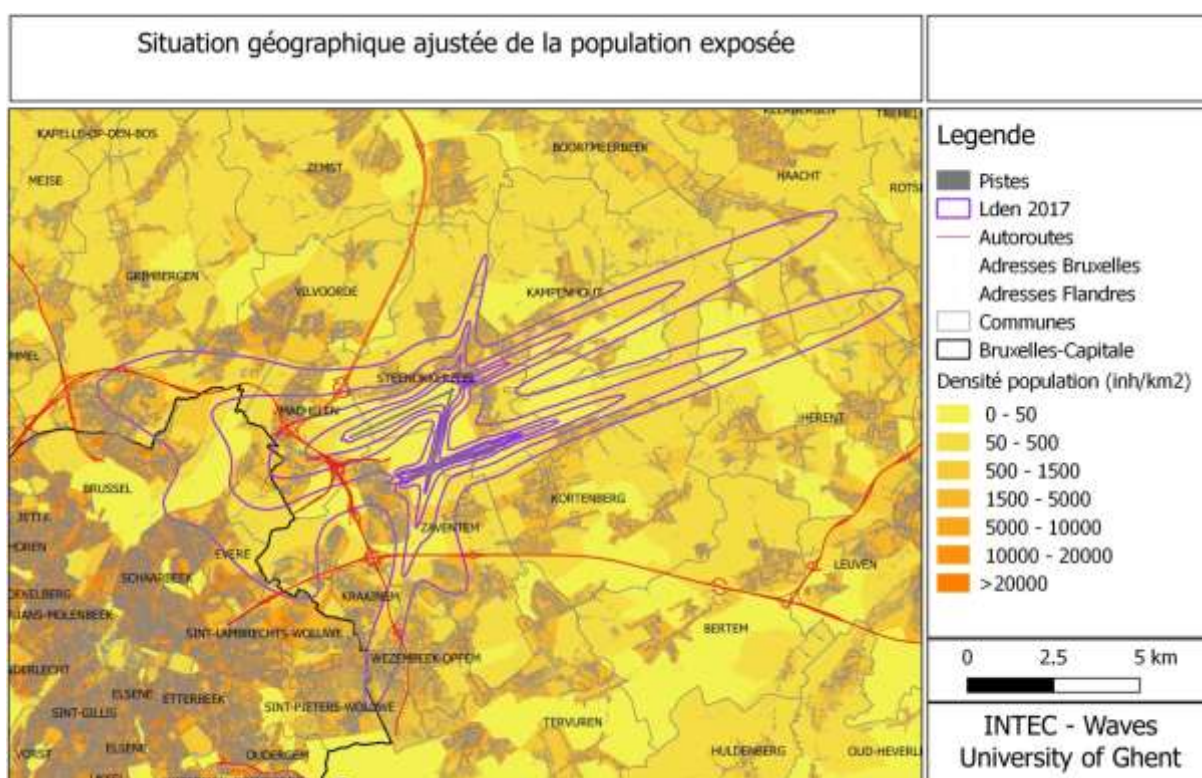 Situation géographique ajustée de la population exposée
KAPELLE-OP-DEN-BOS
MEISE
ZEMST
BOORTMEERBEEK
HAACHT
GRIMBERGEN
VILVOORDE
KAMPENHOUT
STEENOKKERZEEL
MACHELEN
HERENT
BRUSSEL
KORTENBERG
ZAVENTEM
EVERE
SCHAARBEEK
LEUVEN
KRAAINEM
SINT-LAMBRECHTS-WOLUWE
BERTEM
WEZEMBEEK-OPPEM
ELSENE
ETTERBEEK
SINT-GILLIS
SINT-PIETERS-WOLUWE
TERVUREN
ELSENE
OUDERGEM
HULDENBERG
VORST
Legende
Pistes
Lden 2017
Autoroutes
Adresses Bruxelles
Adresses Flandres
Communes
Bruxelles-Capitale
Densité population (inh/km2)
0 - 50
50 - 500
500 - 1500
1500 - 5000
5000 - 10000
10000 - 20000
>20000
0 2.5 5 km
INTEC - Waves
University of Ghent